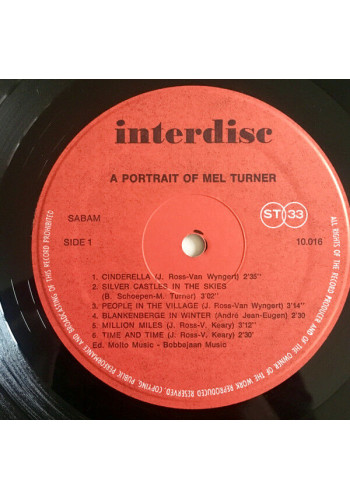 interdisc
A PORTRAIT OF MEL TURNER
SABAM
ST 33
SIDE 1
10.016
1. CINDERELLA (J. Ross-Van Wyngert) 2'35"
2. SILVER CASTLES IN THE SKIES
(B. Schoepen-M. Turner) 3'02"
3. PEOPLE IN THE VILLAGE (J. Ross-Van Wyngert) 3'14"
4. BLANKENBERGE IN WINTER (André Jean-Eugen) 2'30
5. MILLION MILES (J. Ross-V. Keary) 3'12"
6. TIME AND TIME (J. Ross-V. Keary) 2'30'
Ed. Mollo Music - Bobbejaan Music
ALL RIGHTS OF THE RECORD PRODUCER AND OF THE OWNER OF THE WORK REPRODUCED RESERVED. COPYING, PUBLIC PERFORMANCE AND BROADCASTING OF THIS RECORD PROHIBITED